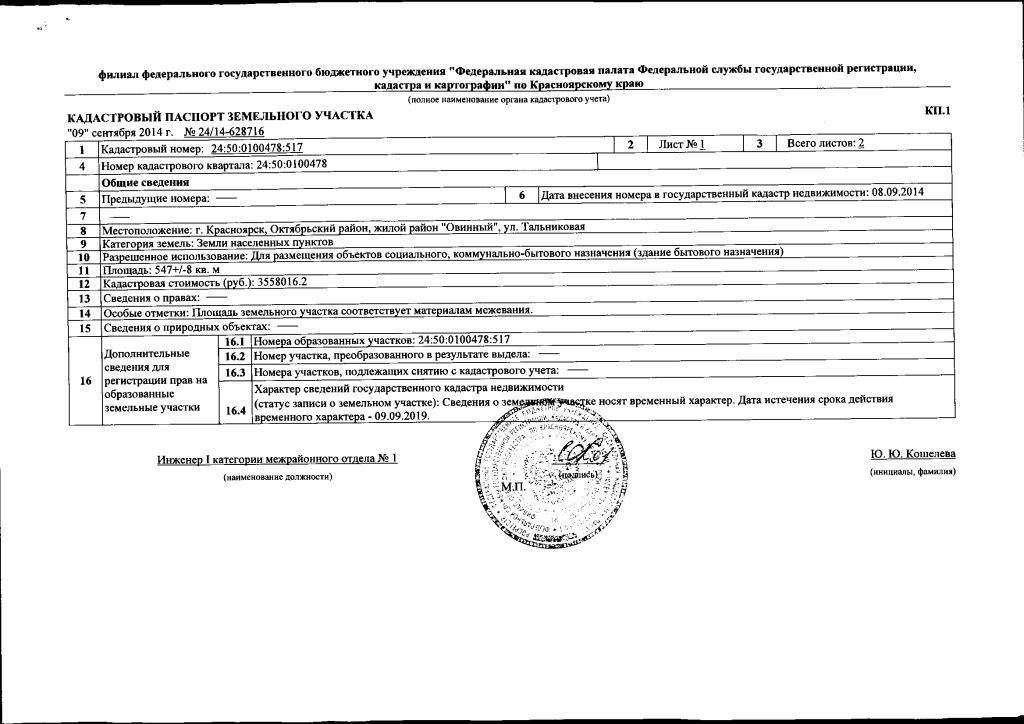 филиал федерального государственного бюджетного учреждения "Федеральная кадастровая палата Федеральной службы государственной регистрации,
кадастра и картографии" по Красноярскому краю
(полное наименование органа кадастрового учета)
КАДАСТРОВЫЙ ПАСПОРТ ЗЕМЕЛЬНОГО УЧАСТКА
КП.1
"09" сентября 2014 г. № 24/14-628716
1 Кадастровый номер: 24:50:0100478:517 2 Лист № 1 3 Всего листов: 2
4 Номер кадастрового квартала: 24:50:0100478
Общие сведения
5 Предыдущие номера: —— 6 Дата внесения номера в государственный кадастр недвижимости: 08.09.2014
7 ——
8 Местоположение: г. Красноярск, Октябрьский район, жилой район "Овинный", ул. Тальниковая
9 Категория земель: Земли населенных пунктов
10 Разрешенное использование: Для размещения объектов социального, коммунально-бытового назначения (здание бытового назначения)
11 Площадь: 547+/-8 кв. м
12 Кадастровая стоимость (руб.): 3558016.2
13 Сведения о правах: ——
14 Особые отметки: Площадь земельного участка соответствует материалам межевания.
15 Сведения о природных объектах: ——
16 Дополнительные
сведения для
регистрации прав на
образованные
земельные участки
16.1 Номера образованных участков: 24:50:0100478:517
16.2 Номер участка, преобразованного в результате выдела: ——
16.3 Номера участков, подлежащих снятию с кадастрового учета: ——
16.4 Характер сведений государственного кадастра недвижимости
(статус записи о земельном участке): Сведения о земельном участке носят временный характер. Дата истечения срока действия
временного характера - 09.09.2019.
Инженер I категории межрайонного отдела № 1
(наименование должности)
М.П.
(подпись)
Ю. Ю. Кошелева
(инициалы, фамилия)